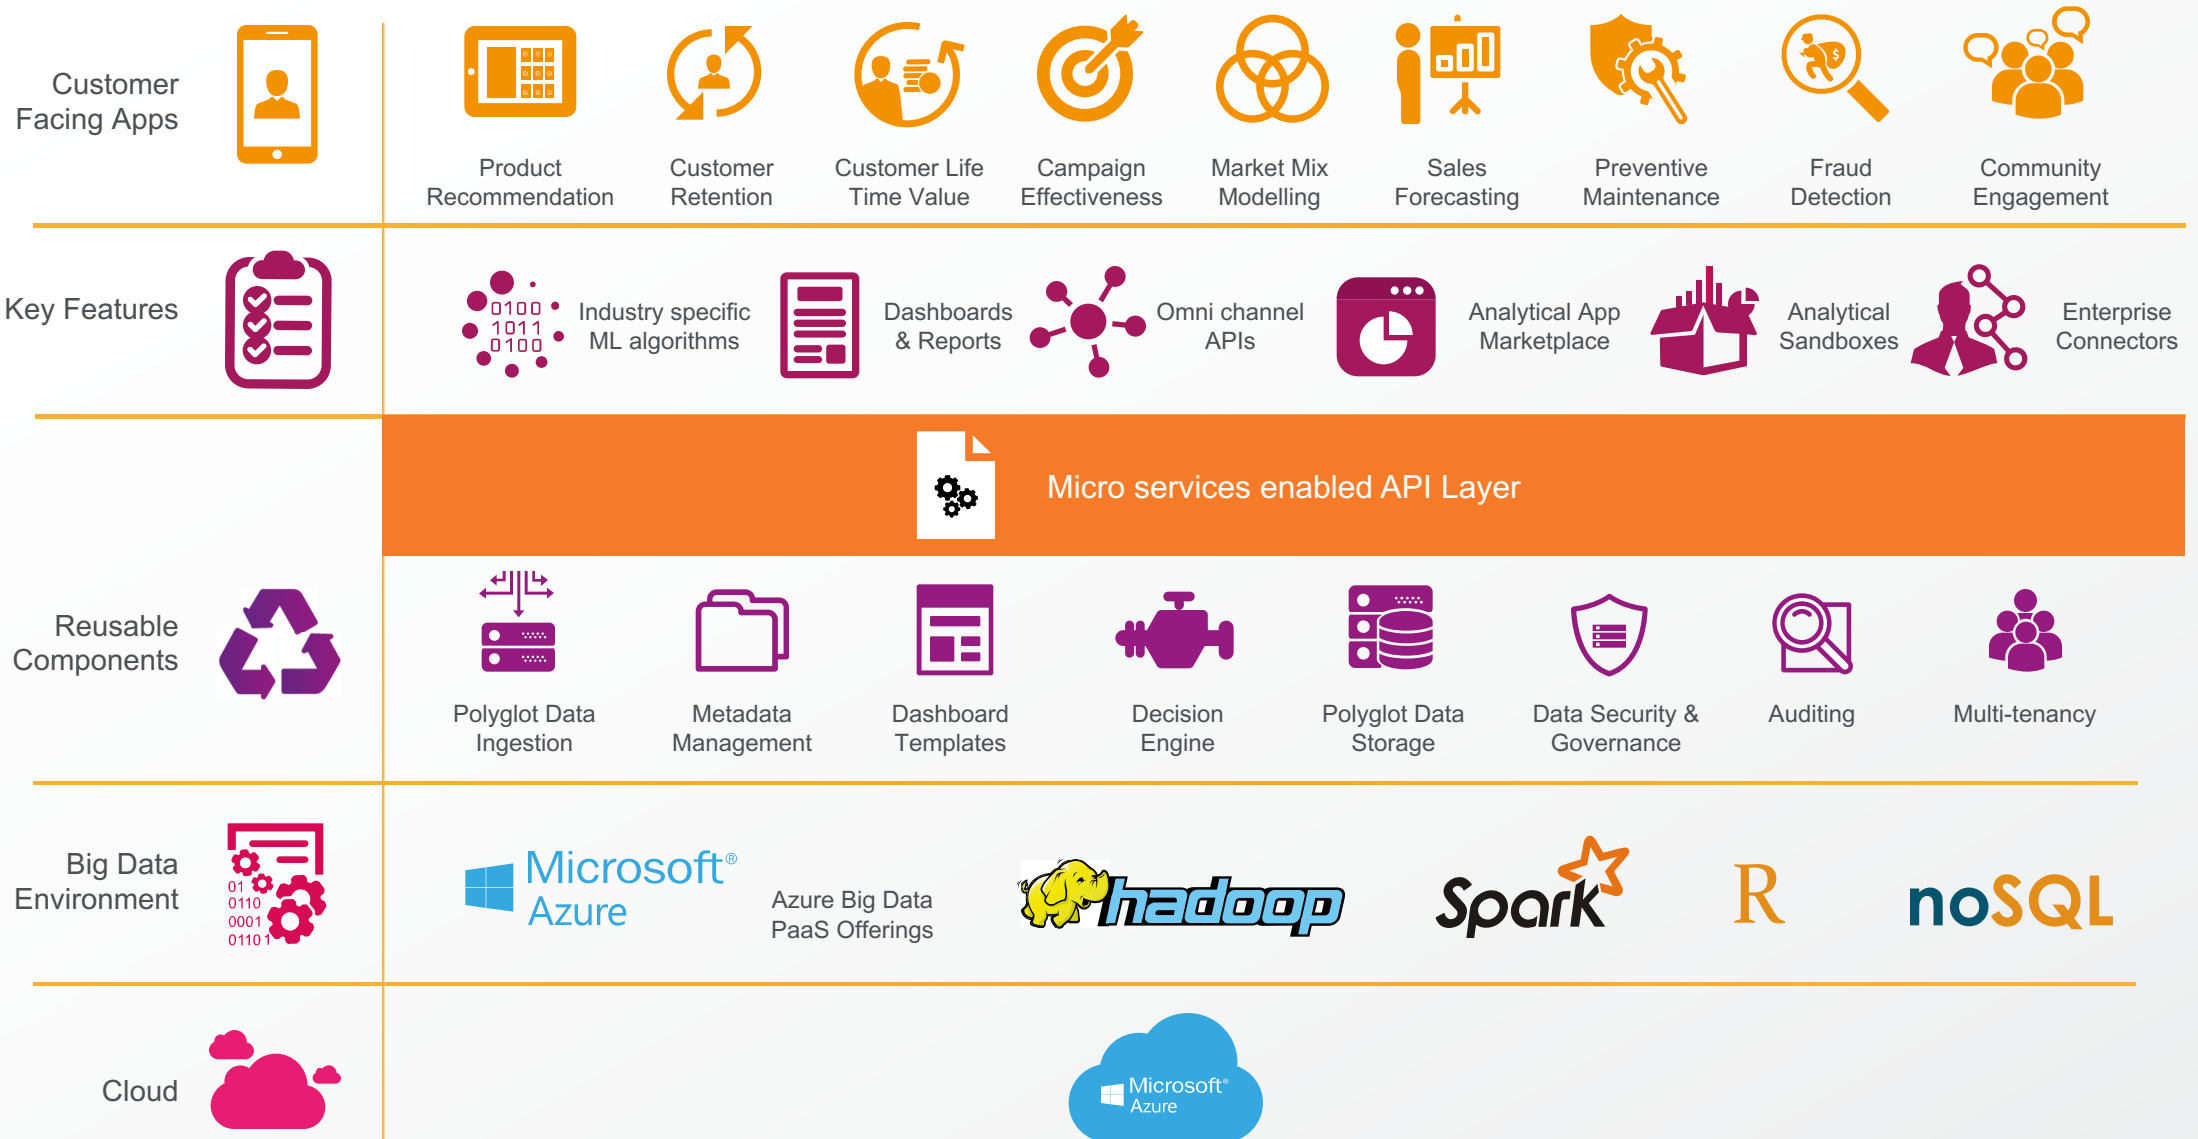 Customer
Facing Apps
Product
Recommendation
Customer
Retention
Customer Life
Time Value
Campaign
Effectiveness
Market Mix
Modelling
Sales
Forecasting
Preventive
Maintenance
Fraud
Detection
Community
Engagement
Key Features
0100
1011
0100
Industry specific
ML algorithms
Dashboards
& Reports
Omni channel
APIs
Analytical App
Marketplace
Analytical
Sandboxes
Enterprise
Connectors
Micro services enabled API Layer
Reusable
Components
Polyglot Data
Ingestion
Metadata
Management
Dashboard
Templates
Decision
Engine
Polyglot Data
Storage
Data Security &
Governance
Auditing
Multi-tenancy
Big Data
Environment
01
0110
0001
01101
Microsoft®
Azure
Azure Big Data
PaaS Offerings
hadoop
Spark
R
noSQL
Cloud
Microsoft®
Azure